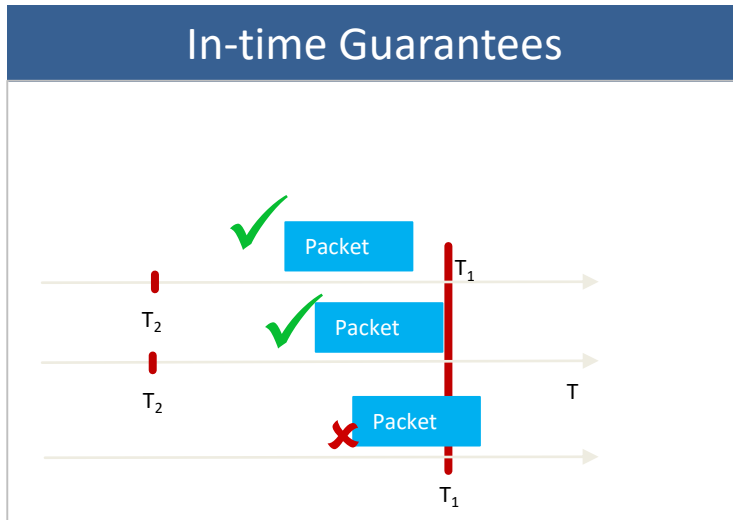 In-time Guarantees
Packet
T₁
T₂
Packet
T₂
T
Packet
T₁